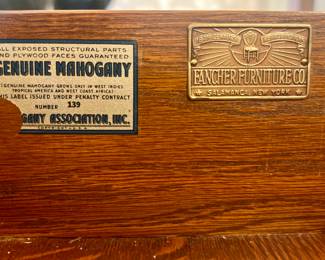 ALL EXPOSED STRUCTURAL PARTS
AND PLYWOOD FACES GUARANTEED
GENUINE MAHOGANY
(GENUINE MAHOGANY GROWS ONLY IN WEST INDIES
TROPICAL AMERICA AND WEST COAST AFRICA)
THIS LABEL ISSUED UNDER PENALTY CONTRACT
NUMBER 139
GANY ASSOCIATION, INC.
FANCHER FURNITURE CO.
SALAMANCA, NEW YORK